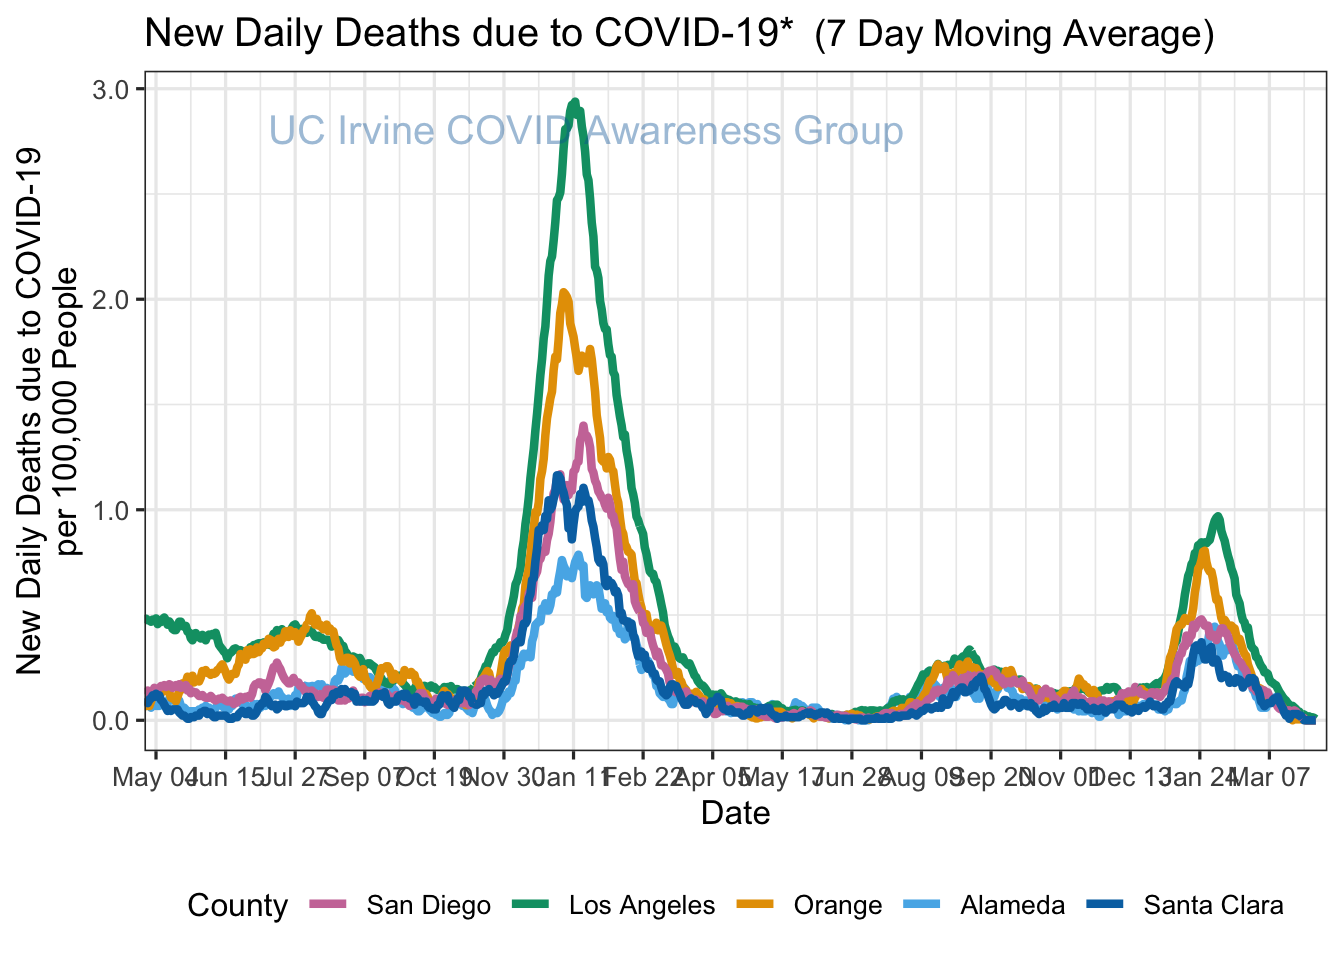 New Daily Deaths due to COVID-19* (7 Day Moving Average)
UC Irvine COVID Awareness Group
New Daily Deaths due to COVID-19
per 100,000 People
3.0
2.0
1.0
0.0
May 04 Jun 15 Jul 27 Sep 07 Oct 19 Nov 30 Jan 11 Feb 22 Apr 05 May 17 Jun 28 Aug 09 Sep 20 Nov 01 Dec 13 Jan 24 Mar 07
Date
County San Diego Los Angeles Orange Alameda Santa Clara